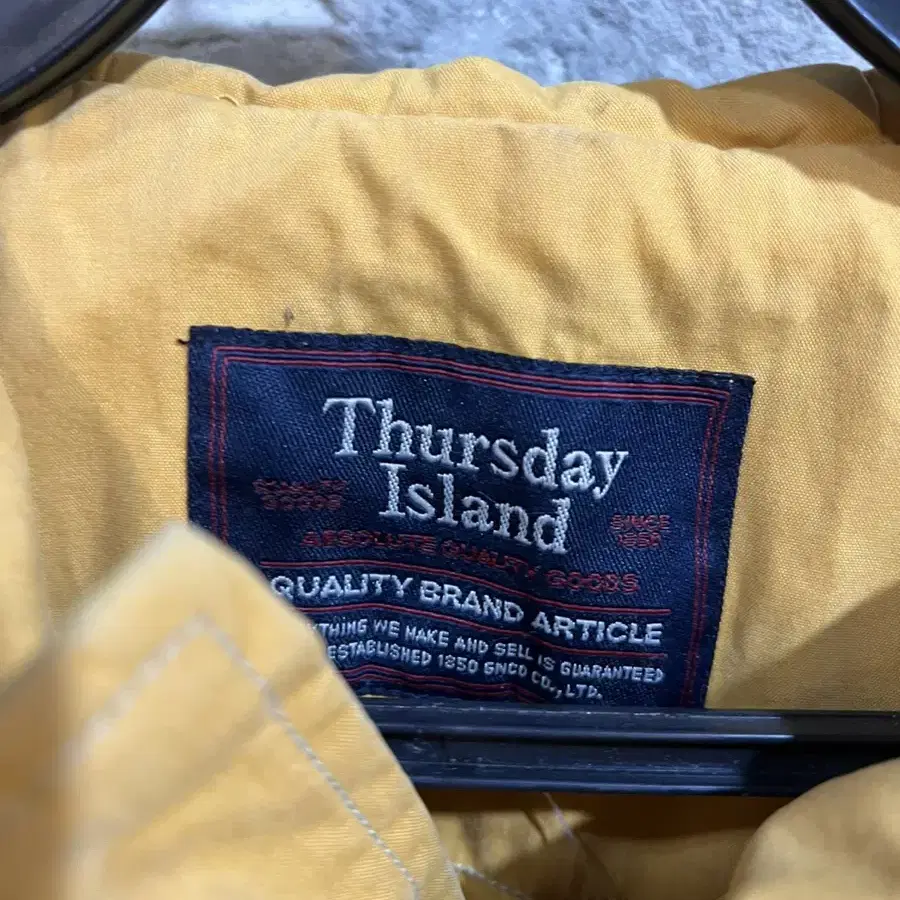 Thursday
Island
GOODS
SINCE
ABSOLUTE QUALITY GOODS
QUALITY BRAND ARTICLE
THING WE MAKE AND SELL IS GUARANTEED
ESTABLISHED 1850 GNCO CO., LTD.